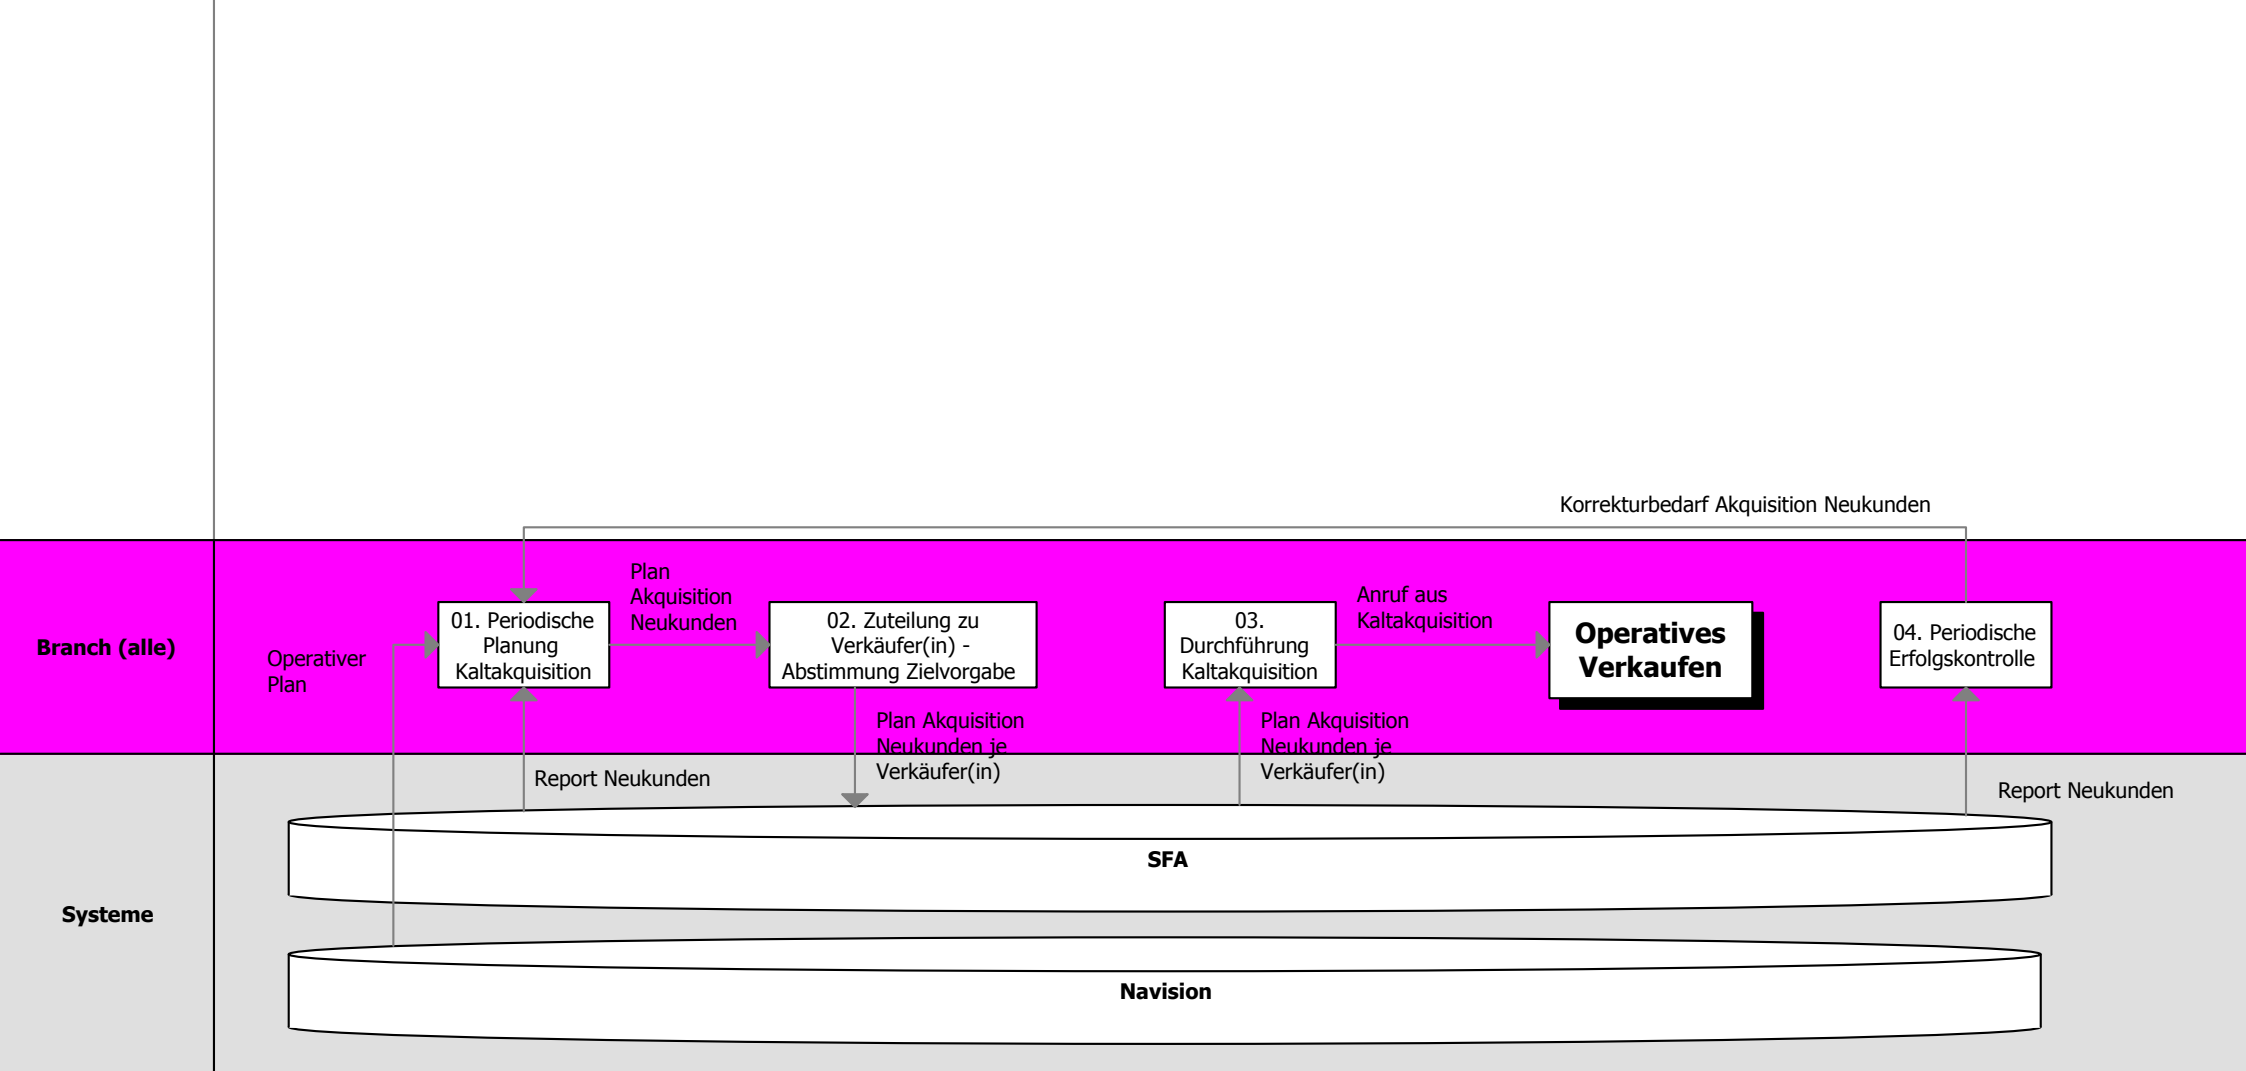 Korrekturbedarf Akquisition Neukunden
Branch (alle)
Operativer
Plan
01. Periodische
Planung
Kaltakquisition
Plan
Akquisition
Neukunden
02. Zuteilung zu
Verkäufer(in) -
Abstimmung Zielvorgabe
03.
Durchführung
Kaltakquisition
Anruf aus
Kaltakquisition
Operatives
Verkaufen
04. Periodische
Erfolgskontrolle
Plan Akquisition
Neukunden je
Verkäufer(in)
Plan Akquisition
Neukunden je
Verkäufer(in)
Report Neukunden
Report Neukunden
Systeme
SFA
Navision